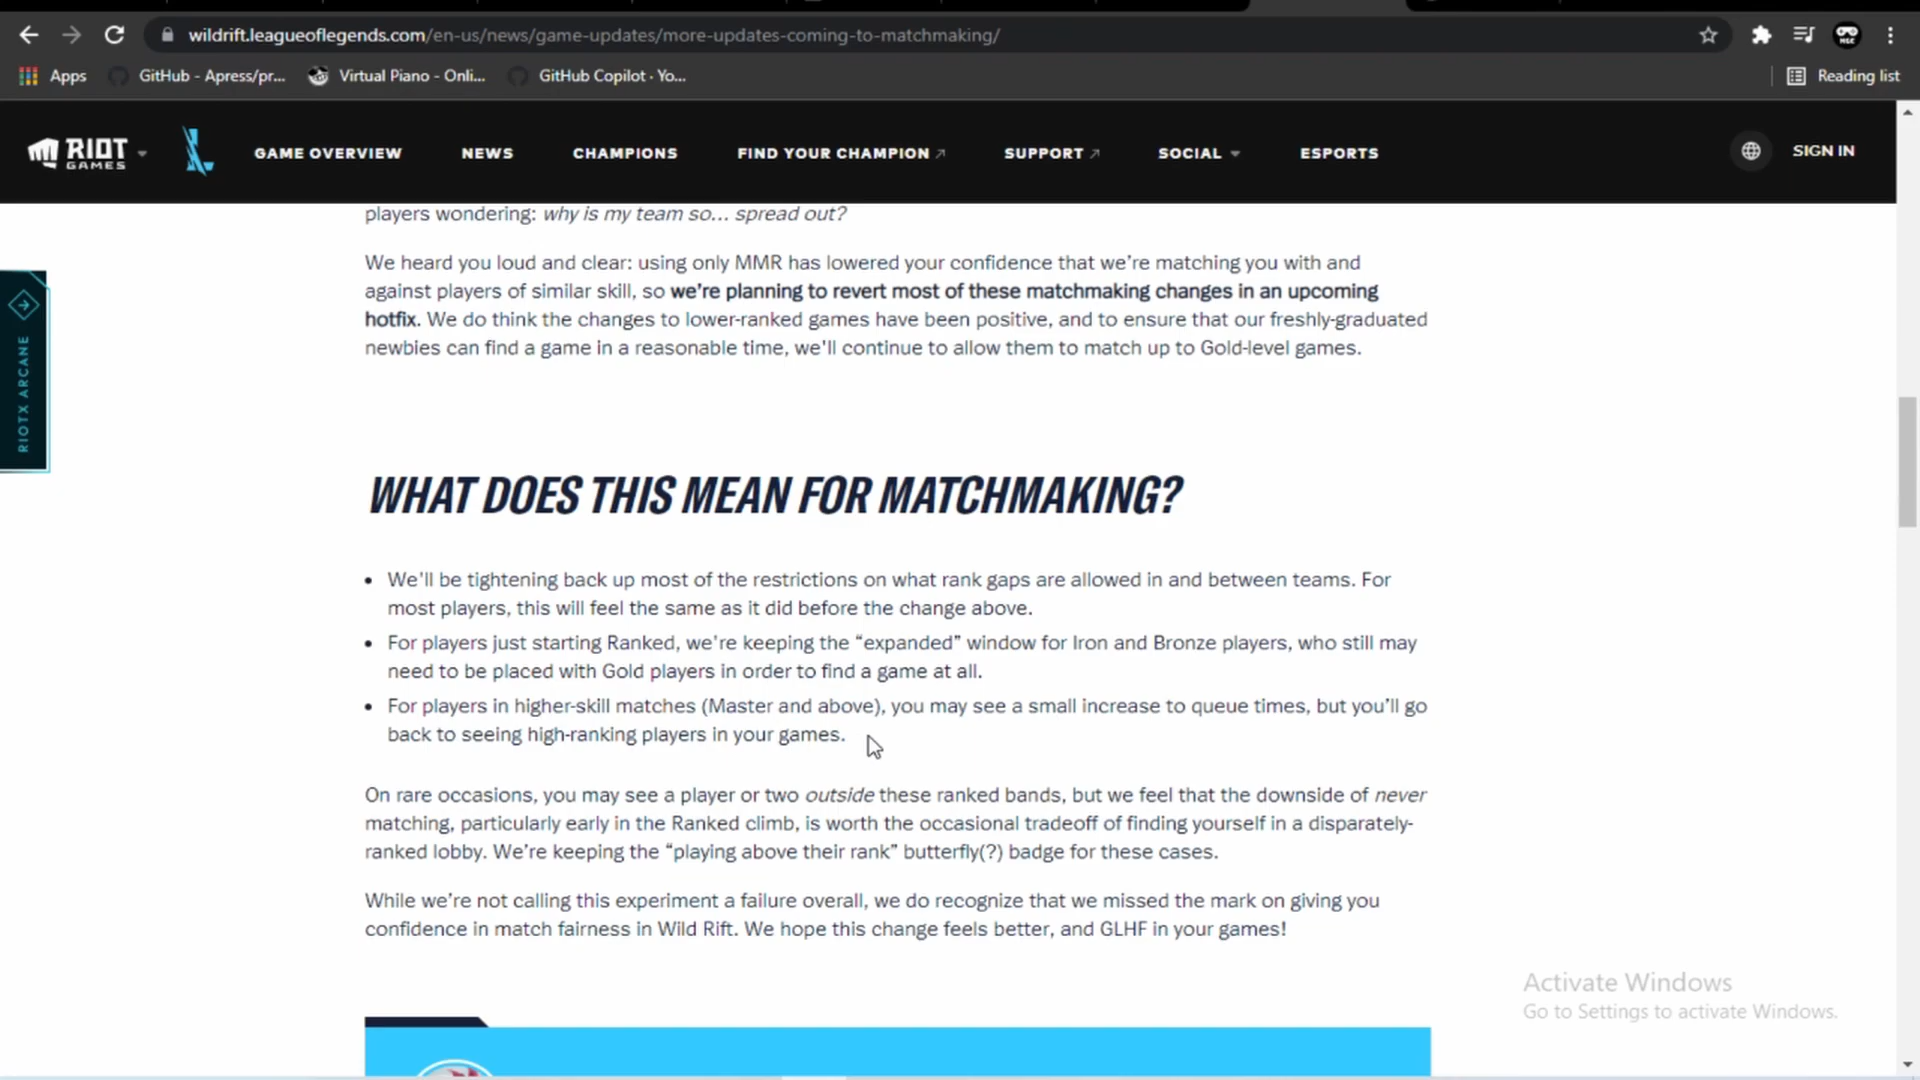 wildrift.leagueoflegends.com/en-us/news/game-updates/more-updates-coming-to-matchmaking/
Apps GitHub - Apress/pr... Virtual Piano - Onli... GitHub Copilot · Yo... Reading list
RIOT GAMES GAME OVERVIEW NEWS CHAMPIONS FIND YOUR CHAMPION SUPPORT SOCIAL ESPORTS SIGN IN
RIOTX ARCANE
players wondering: why is my team so... spread out?
We heard you loud and clear: using only MMR has lowered your confidence that we’re matching you with and
against players of similar skill, so we’re planning to revert most of these matchmaking changes in an upcoming
hotfix. We do think the changes to lower-ranked games have been positive, and to ensure that our freshly-graduated
newbies can find a game in a reasonable time, we'll continue to allow them to match up to Gold-level games.
WHAT DOES THIS MEAN FOR MATCHMAKING?
• We'll be tightening back up most of the restrictions on what rank gaps are allowed in and between teams. For
most players, this will feel the same as it did before the change above.
• For players just starting Ranked, we're keeping the “expanded” window for Iron and Bronze players, who still may
need to be placed with Gold players in order to find a game at all.
• For players in higher-skill matches (Master and above), you may see a small increase to queue times, but you’ll go
back to seeing high-ranking players in your games.
On rare occasions, you may see a player or two outside these ranked bands, but we feel that the downside of never
matching, particularly early in the Ranked climb, is worth the occasional tradeoff of finding yourself in a disparately-
ranked lobby. We’re keeping the “playing above their rank” butterfly(?) badge for these cases.
While we’re not calling this experiment a failure overall, we do recognize that we missed the mark on giving you
confidence in match fairness in Wild Rift. We hope this change feels better, and GLHF in your games!
Activate Windows
Go to Settings to activate Windows.